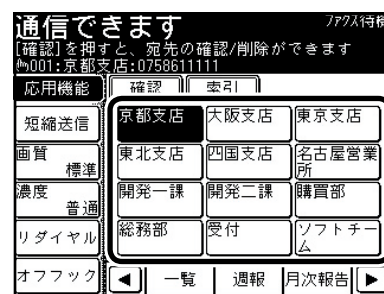 通信できます
ファクス待機
[確認]を押すと、宛先の確認/削除ができます
001:京都支店:0758611111
応用機能
確認
索引
短縮送信
京都支店
大阪支店
東京支店
画質
標準
東北支店
四国支店
名古屋営業
所
濃度
普通
開発一課
開発二課
購買部
リダイヤル
総務部
受付
ソフトチー
ム
オフフック
一覧
週報
月次報告